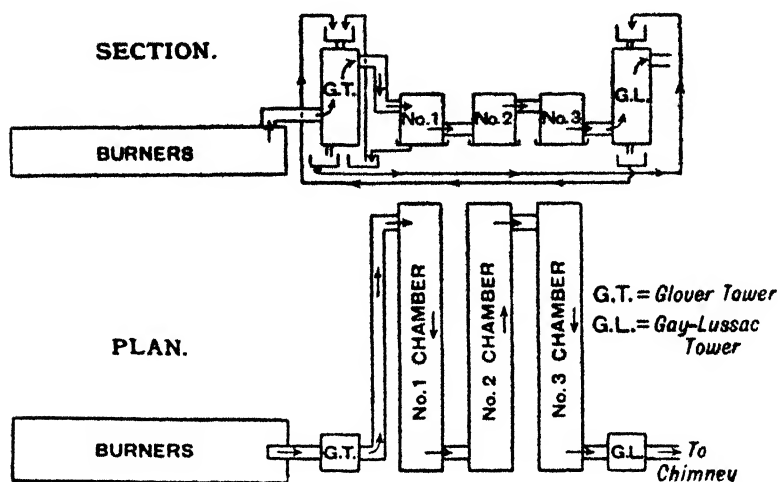 SECTION.
G.T.
No.1
No.2
No.3
G.L.
BURNERS
PLAN.
No.1 CHAMBER
No.2 CHAMBER
No.3 CHAMBER
G.T. = Glover Tower
G.L. = Gay-Lussac
Tower
BURNERS
G.T.
G.L.
To
Chimney